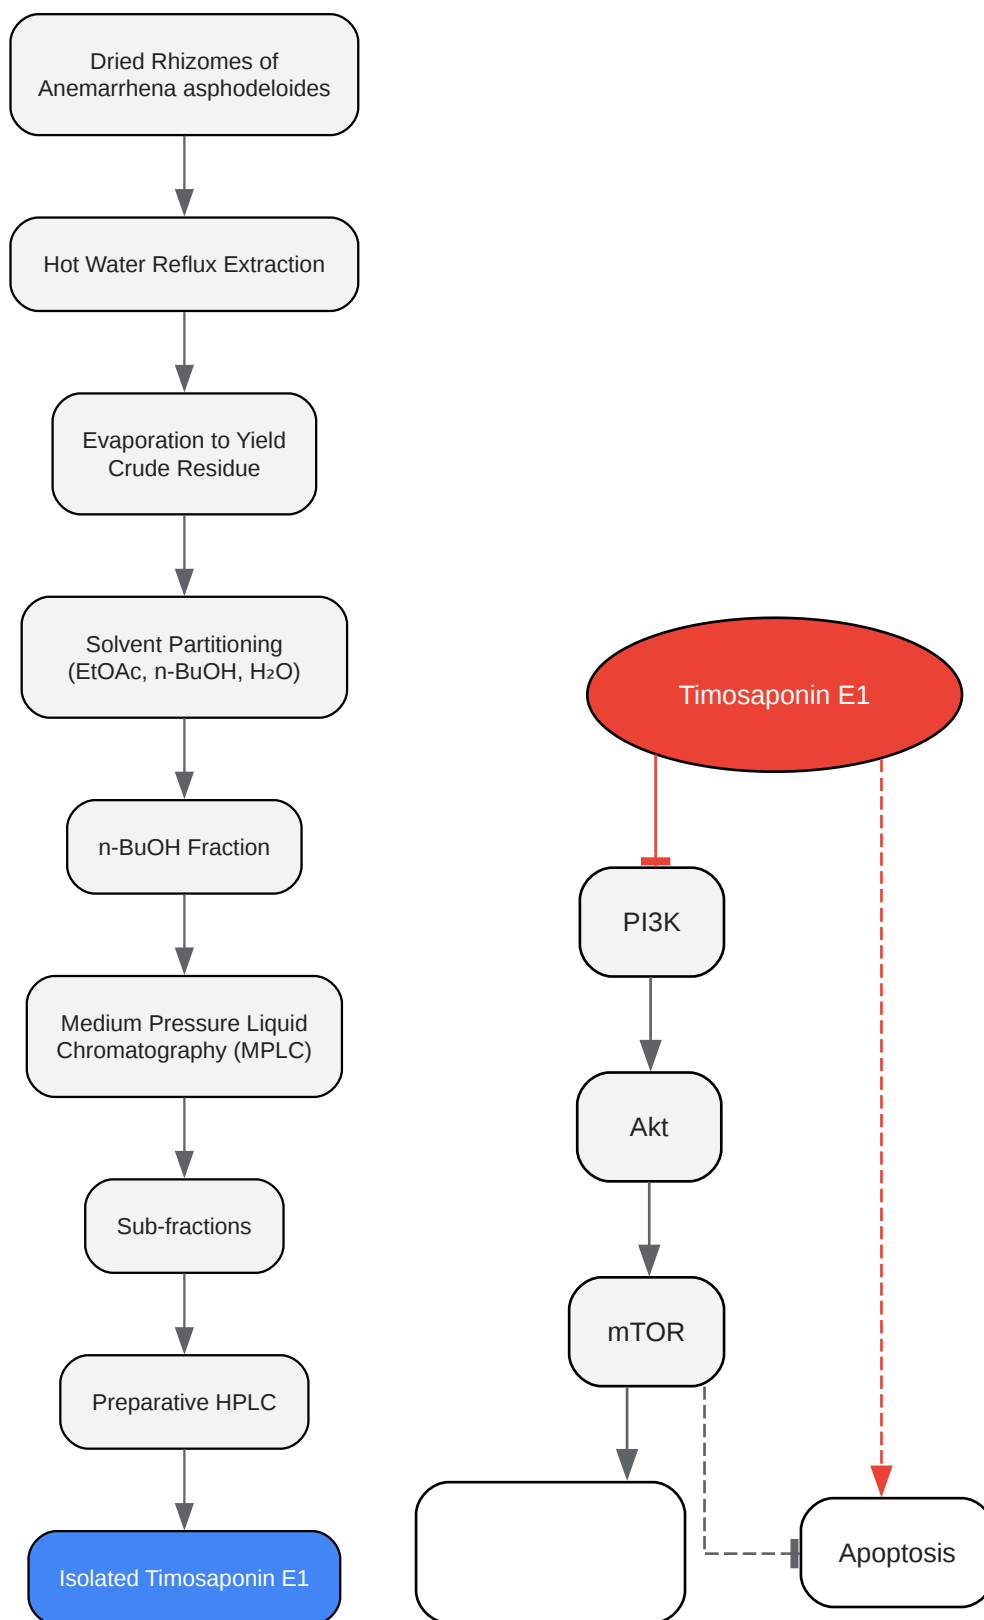 Dried Rhizomes of
Anemarrhena asphodeloides
Hot Water Reflux Extraction
Evaporation to Yield
Crude Residue
Solvent Partitioning
(EtOAc, n-BuOH, H₂O)
n-BuOH Fraction
Medium Pressure Liquid
Chromatography (MPLC)
Sub-fractions
Preparative HPLC
Isolated Timosaponin E1
Timosaponin E1
PI3K
Akt
mTOR
Apoptosis